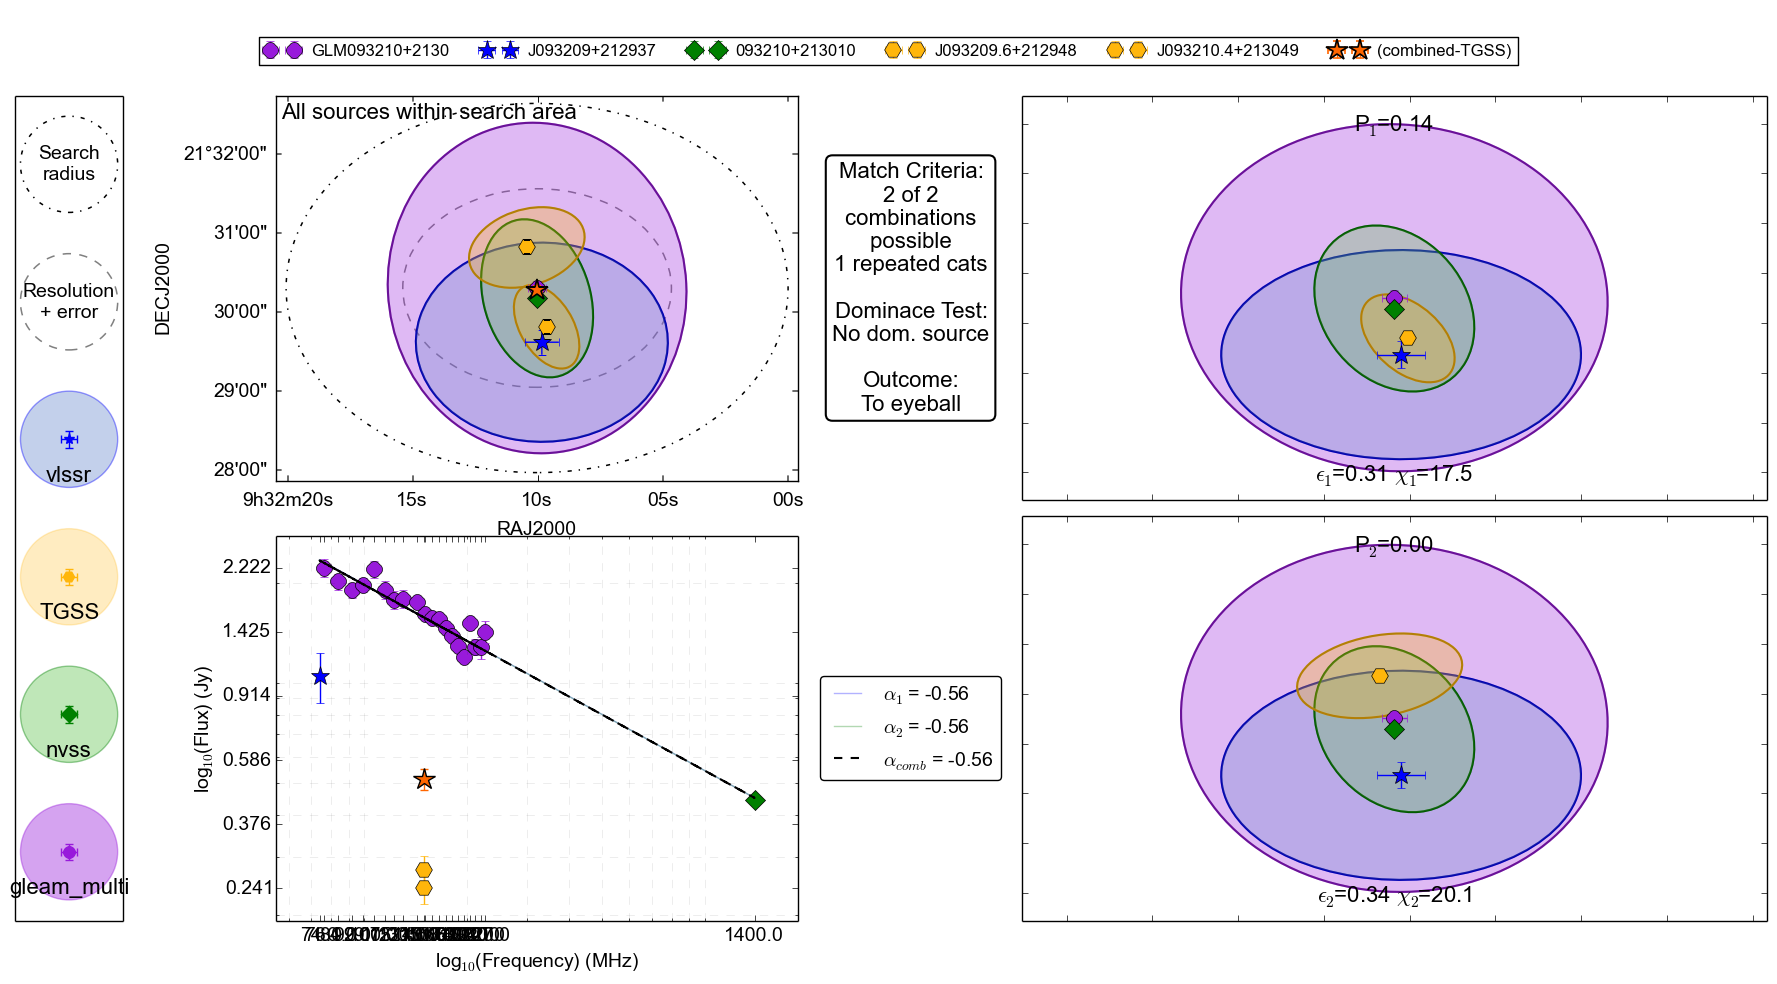 GLM093210+2130 J093209+212937 093210+213010 J093209.6+212948 J093210.4+213049 (combined-TGSS)
Search
radius
Resolution
+ error
vlssr
TGSS
nvss
gleam_multi
All sources within search area
DECJ2000
21°32'00"
31'00"
30'00"
29'00"
28'00"
9h32m20s 15s 10s 05s 00s
RAJ2000
Match Criteria:
2 of 2
combinations
possible
1 repeated cats
Dominace Test:
No dom. source
Outcome:
To eyeball
P1=0.14
ϵ1=0.31 χ1=17.5
P2=0.00
ϵ2=0.34 χ2=20.1
log10(Flux) (Jy)
2.222
1.425
0.914
0.586
0.376
0.241
1400.0
log10(Frequency) (MHz)
α1 = -0.56
α2 = -0.56
αcomb = -0.56